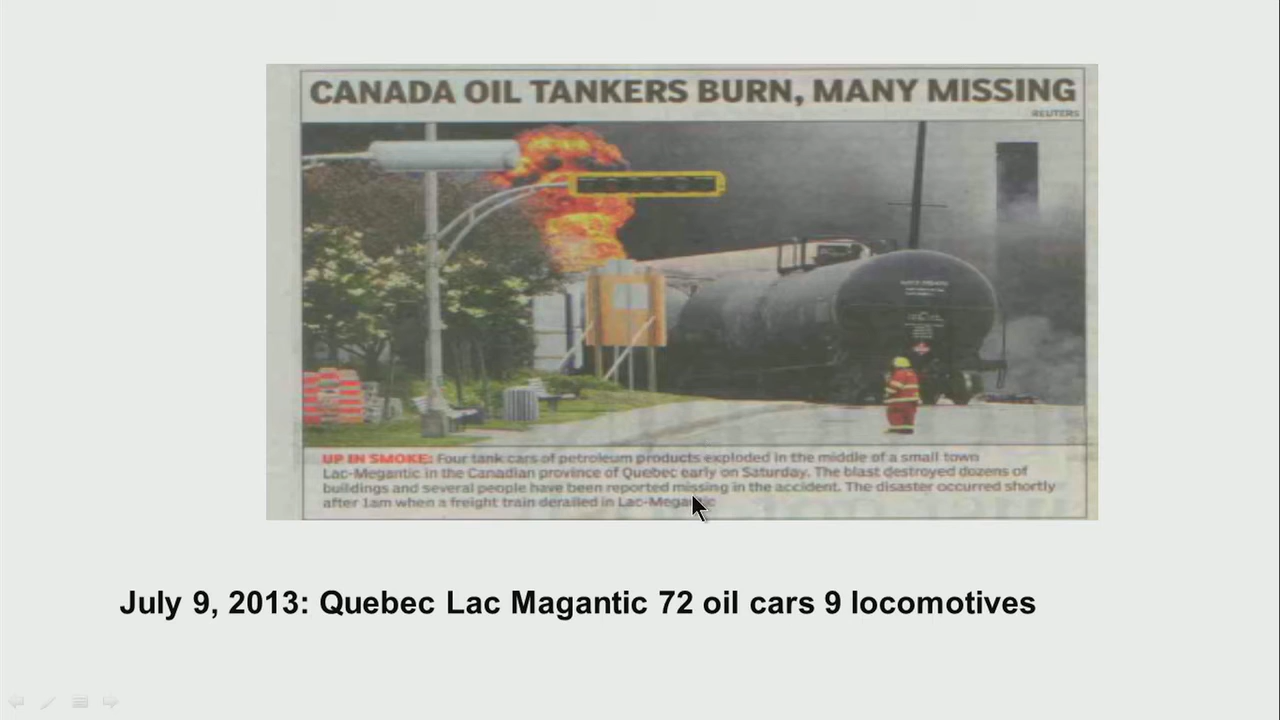 CANADA OIL TANKERS BURN, MANY MISSING
REUTERS
UP IN SMOKE: Four tank cars of petroleum products exploded in the middle of a small town
Lac-Megantic in the Canadian province of Quebec early on Saturday. The blast destroyed dozens of
buildings and several people have been reported missing in the accident. The disaster occurred shortly
after 1am when a freight train derailed in Lac-Megantic
July 9, 2013: Quebec Lac Magantic 72 oil cars 9 locomotives